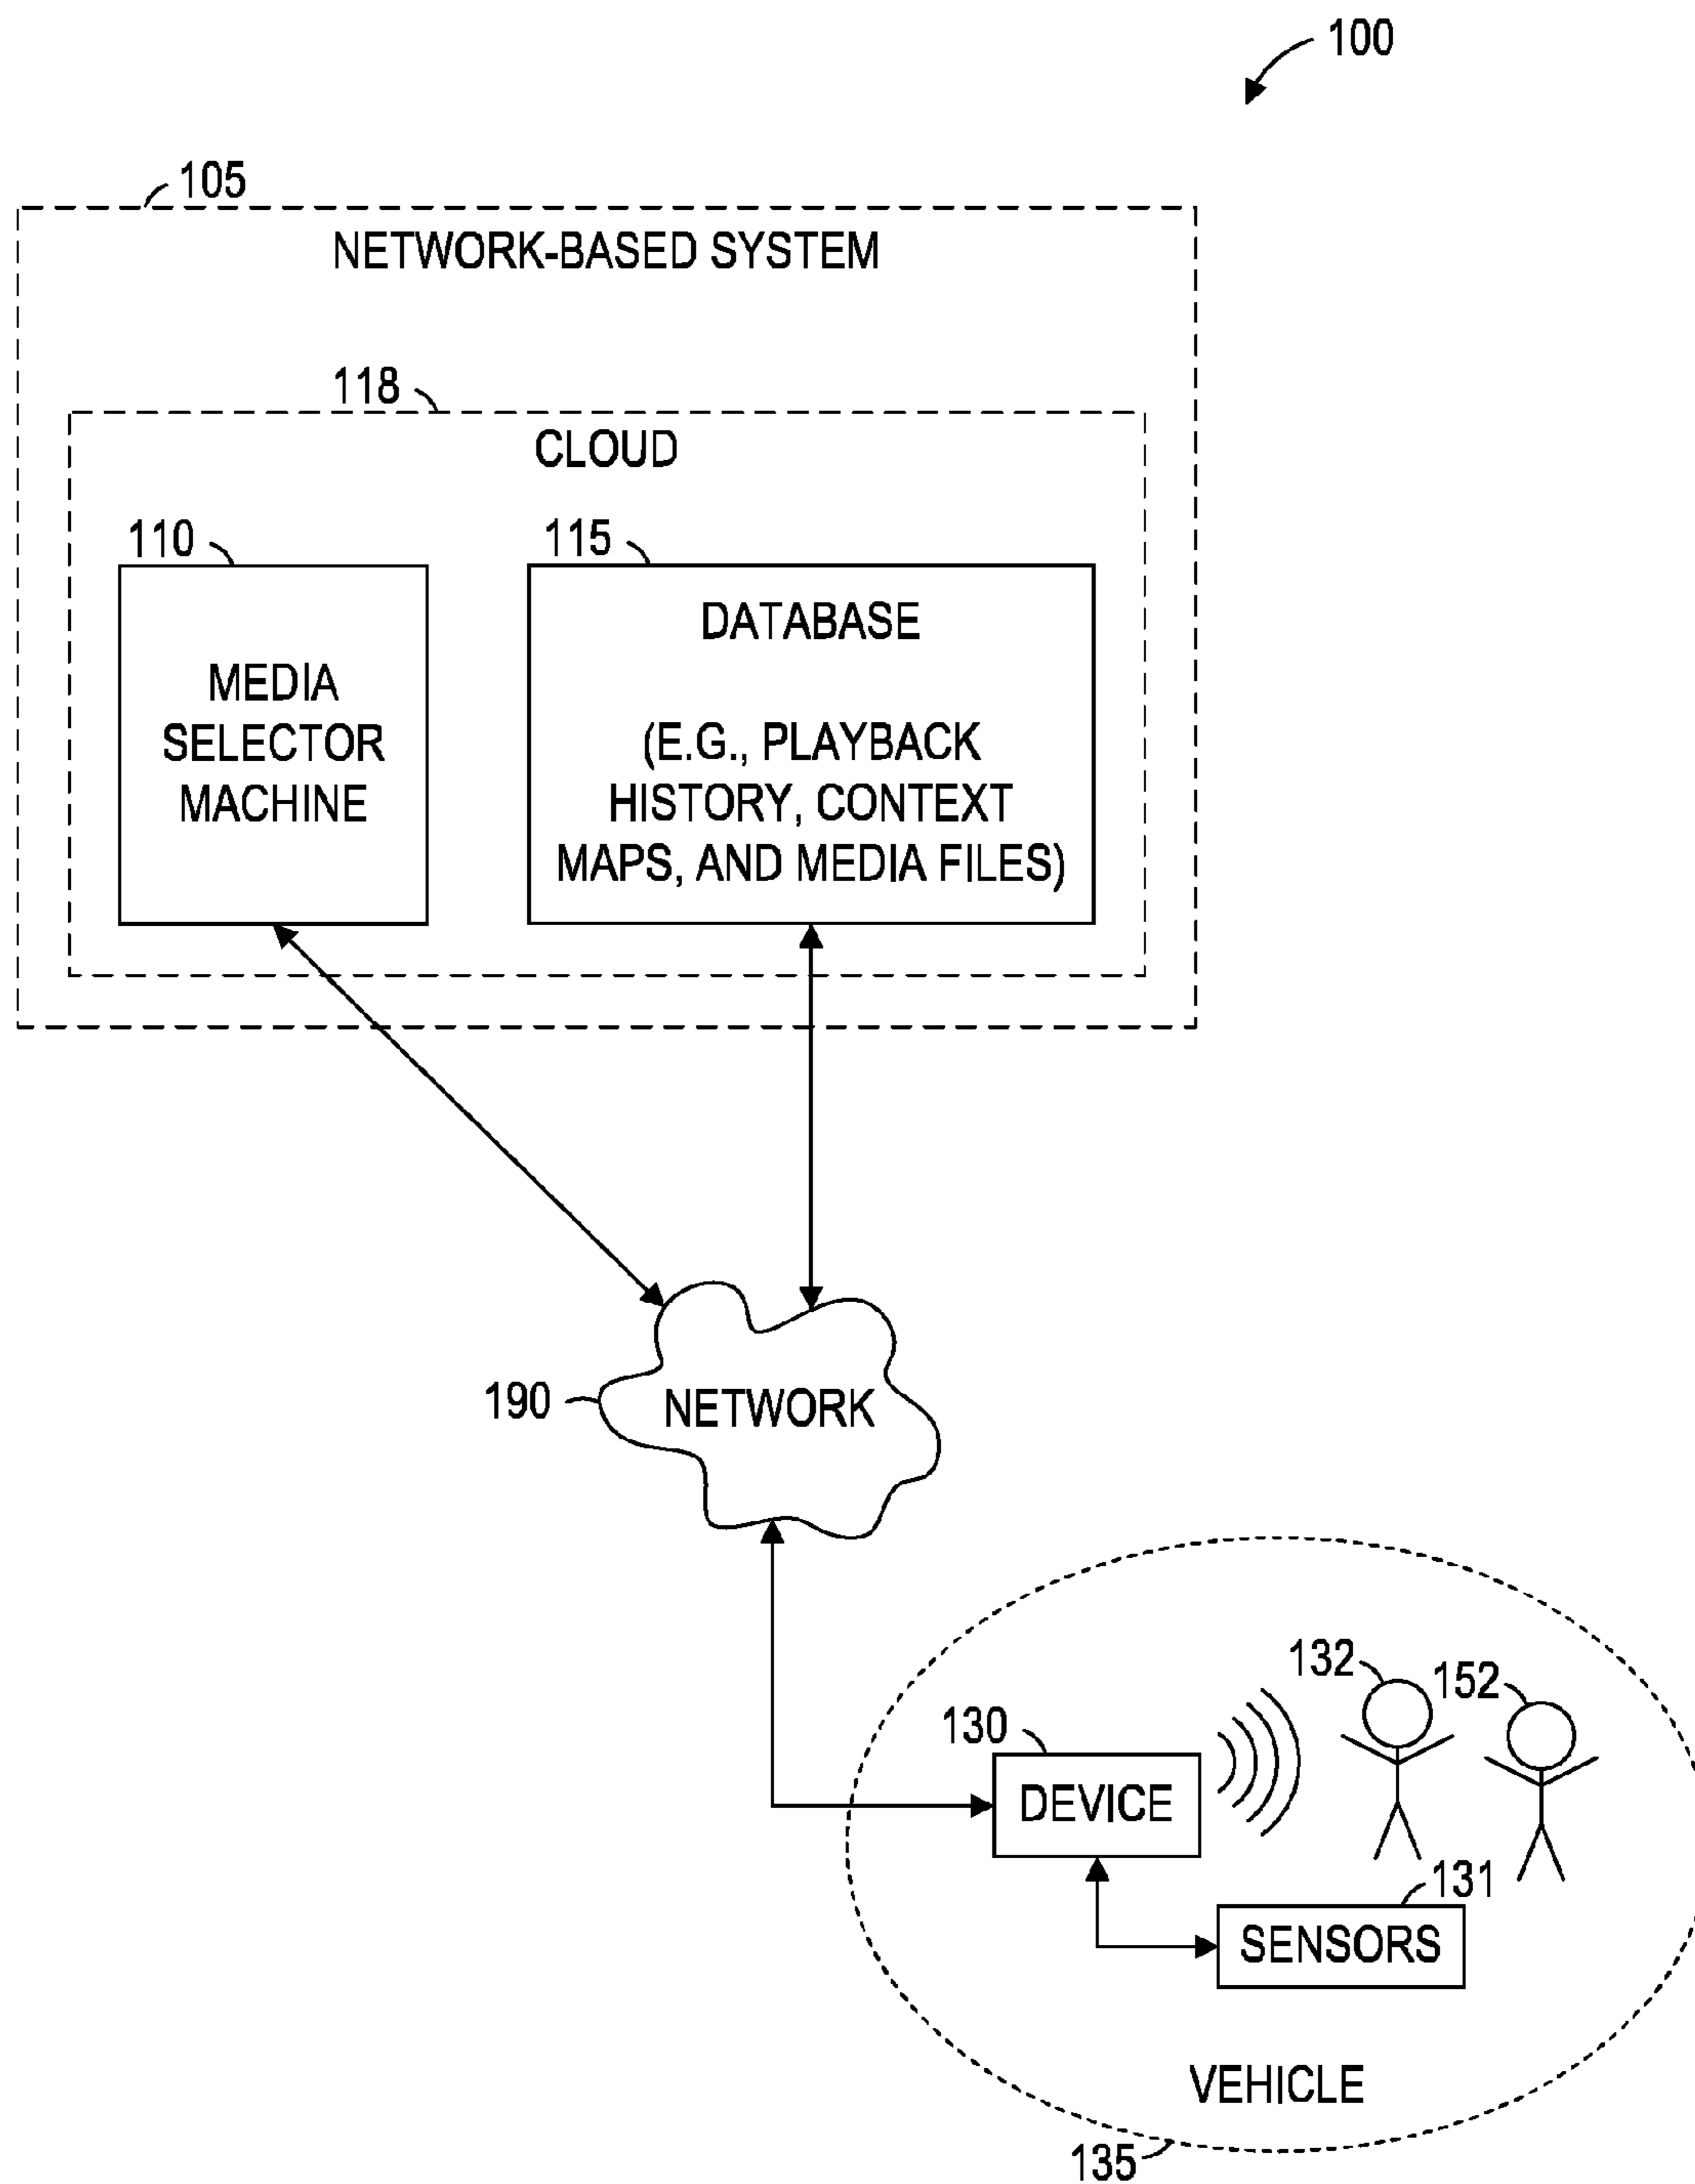 100
105
NETWORK-BASED SYSTEM
118
CLOUD
110
115
MEDIA
SELECTOR
MACHINE
DATABASE
(E.G., PLAYBACK
HISTORY, CONTEXT
MAPS, AND MEDIA FILES)
190
NETWORK
132
152
130
DEVICE
131
SENSORS
VEHICLE
135